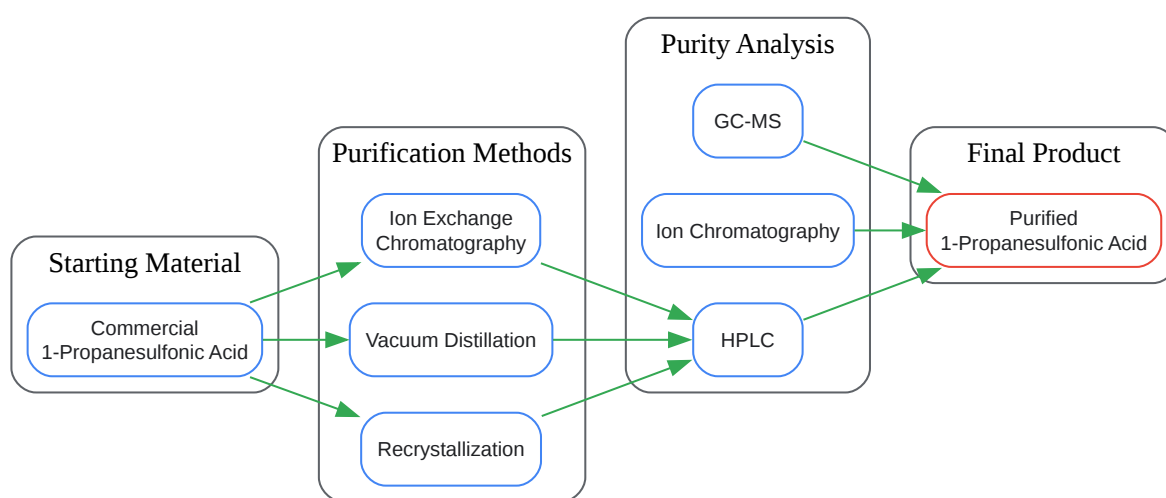 Starting Material
Commercial
1-Propanesulfonic Acid
Purification Methods
Ion Exchange
Chromatography
Vacuum Distillation
Recrystallization
Purity Analysis
GC-MS
Ion Chromatography
HPLC
Final Product
Purified
1-Propanesulfonic Acid